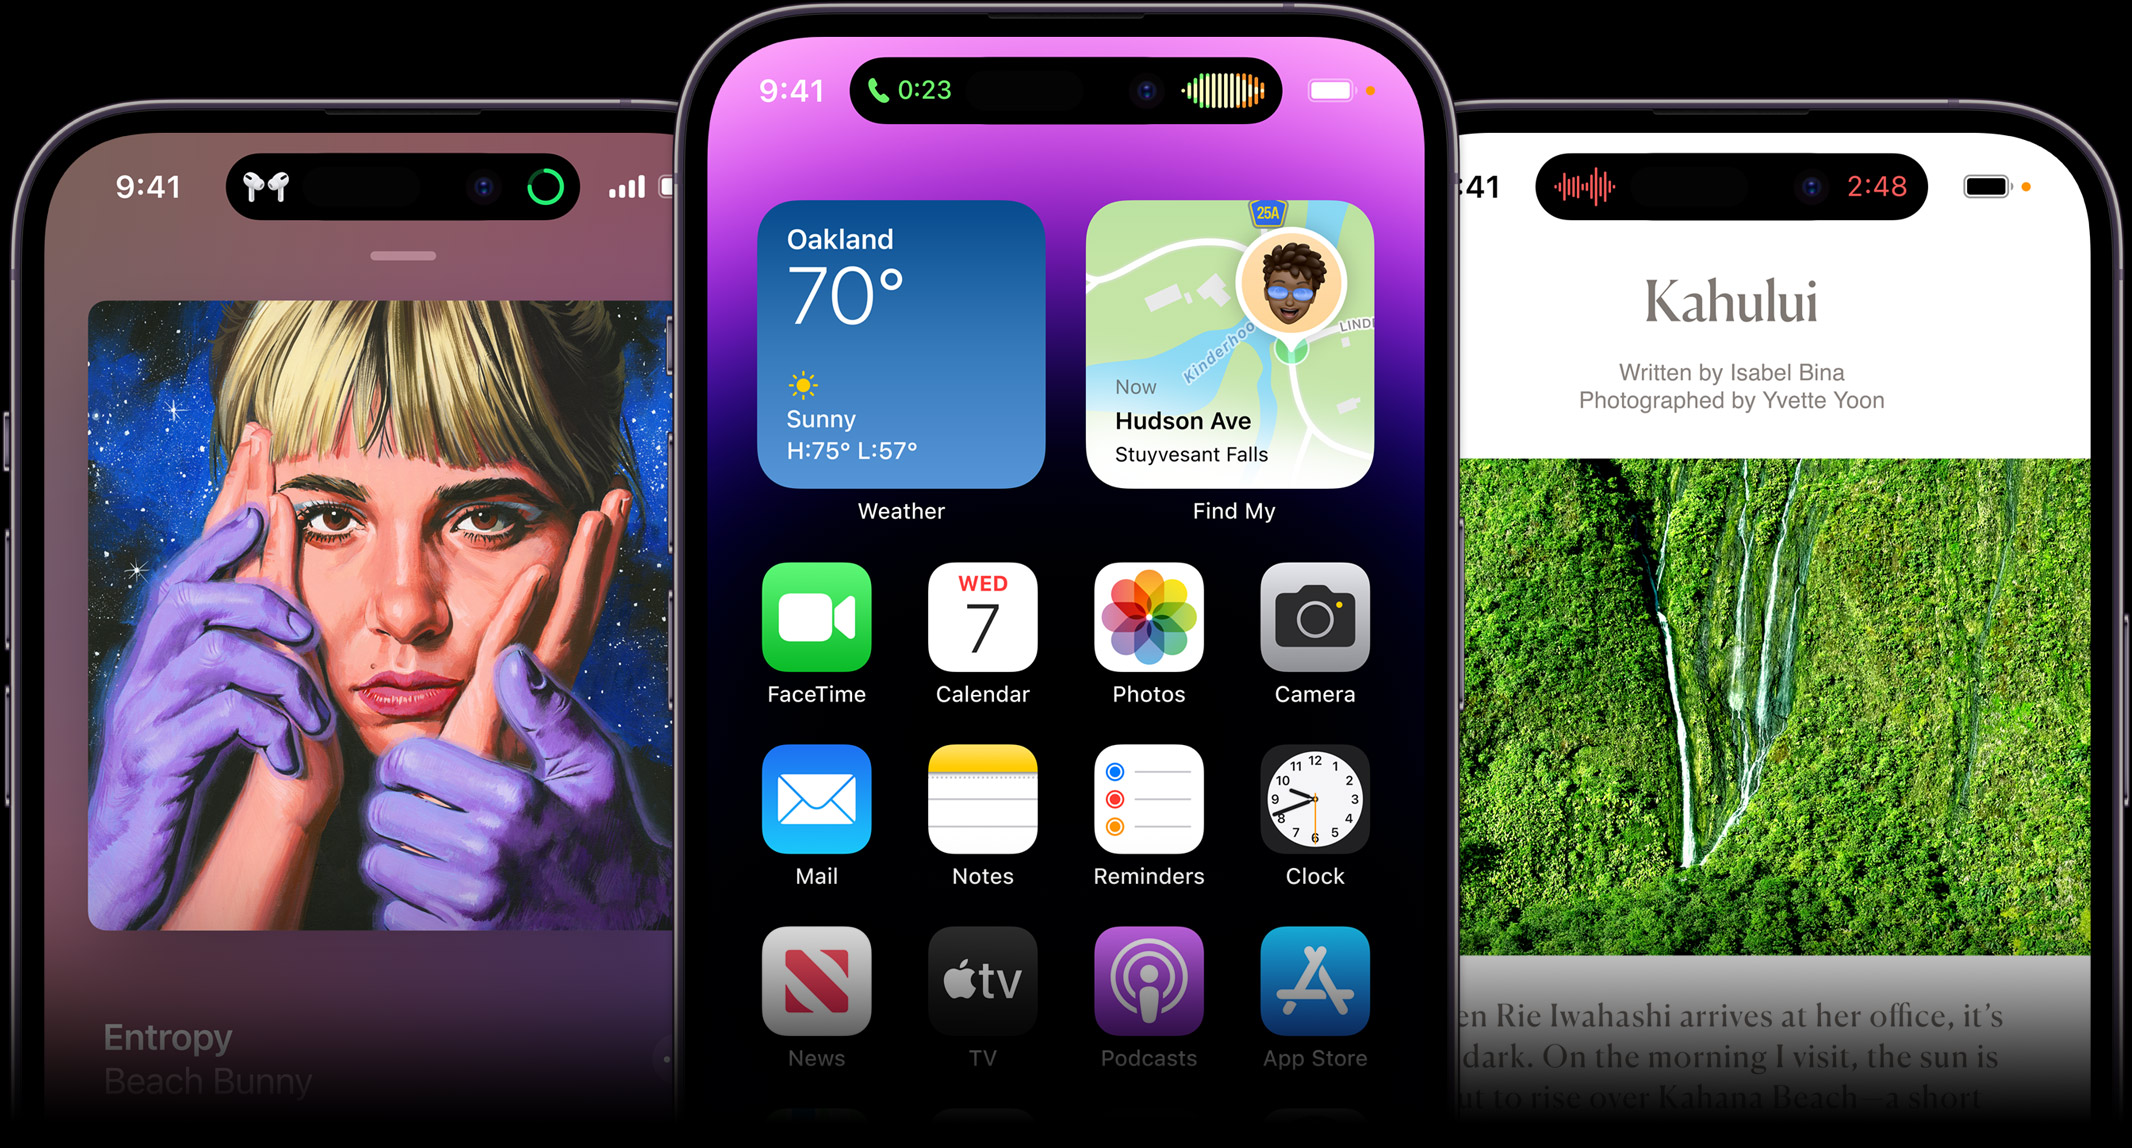 9:41
Entropy
Beach Bunny
9:41
0:23
Oakland
70°
Sunny
H:75° L:57°
Weather
25A
Kinderhoo
LINDE
Now
Hudson Ave
Stuyvesant Falls
Find My
FaceTime
WED
7
Calendar
Photos
Camera
Mail
Notes
Reminders
12
11 1
10 2
9 3
8 4
7 5
6
Clock
News
tv
TV
Podcasts
App Store
:41
2:48
Kahului
Written by Isabel Bina
Photographed by Yvette Yoon
en Rie Iwahashi arrives at her office, it’s
dark. On the morning I visit, the sun is
ut to rise over Kahana Beach—a short